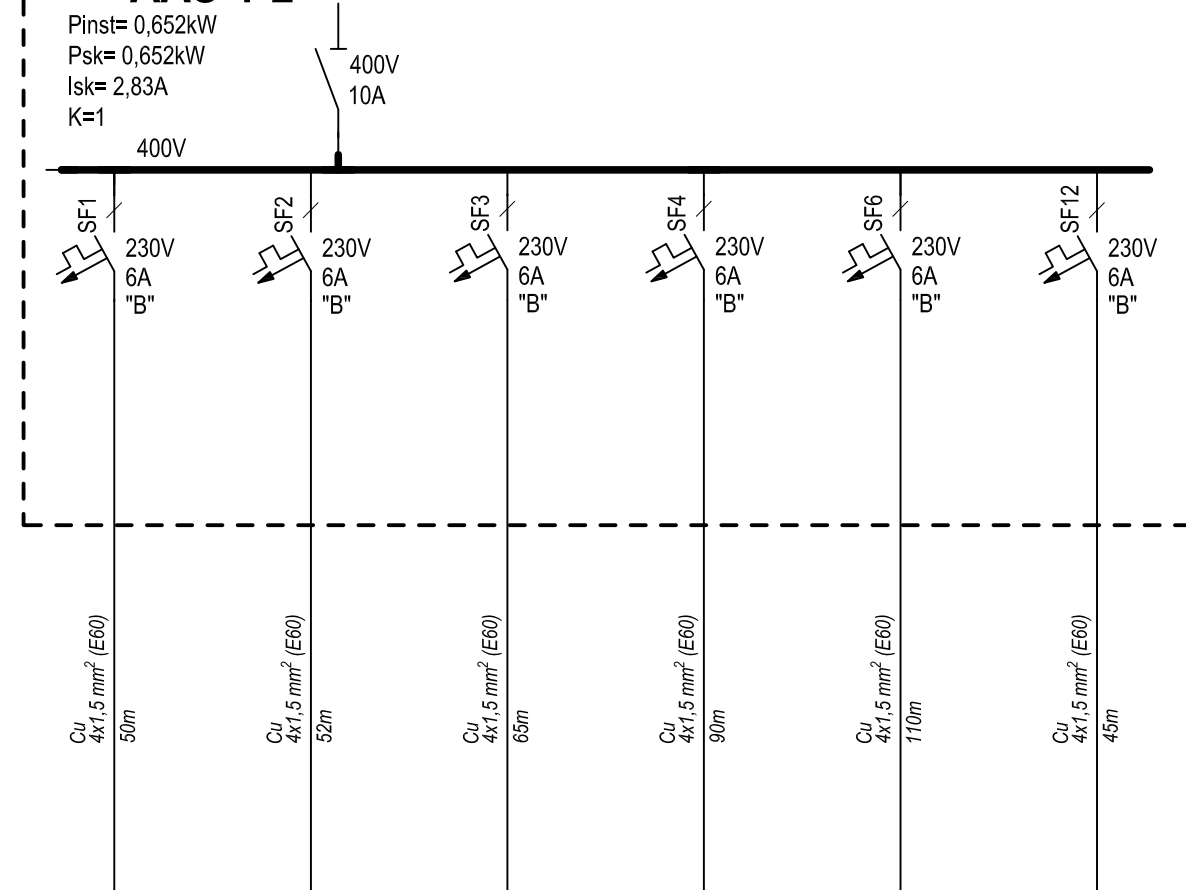 Pinst= 0,652kW
Psk= 0,652kW
Isk= 2,83A
K=1
400V
10A
400V
SF1
230V
6A
"B"
SF2
230V
6A
"B"
SF3
230V
6A
"B"
SF4
230V
6A
"B"
SF6
230V
6A
"B"
SF12
230V
6A
"B"
Cu
4x1,5 mm² (E60)
50m
Cu
4x1,5 mm² (E60)
52m
Cu
4x1,5 mm² (E60)
65m
Cu
4x1,5 mm² (E60)
90m
Cu
4x1,5 mm² (E60)
110m
Cu
4x1,5 mm² (E60)
45m